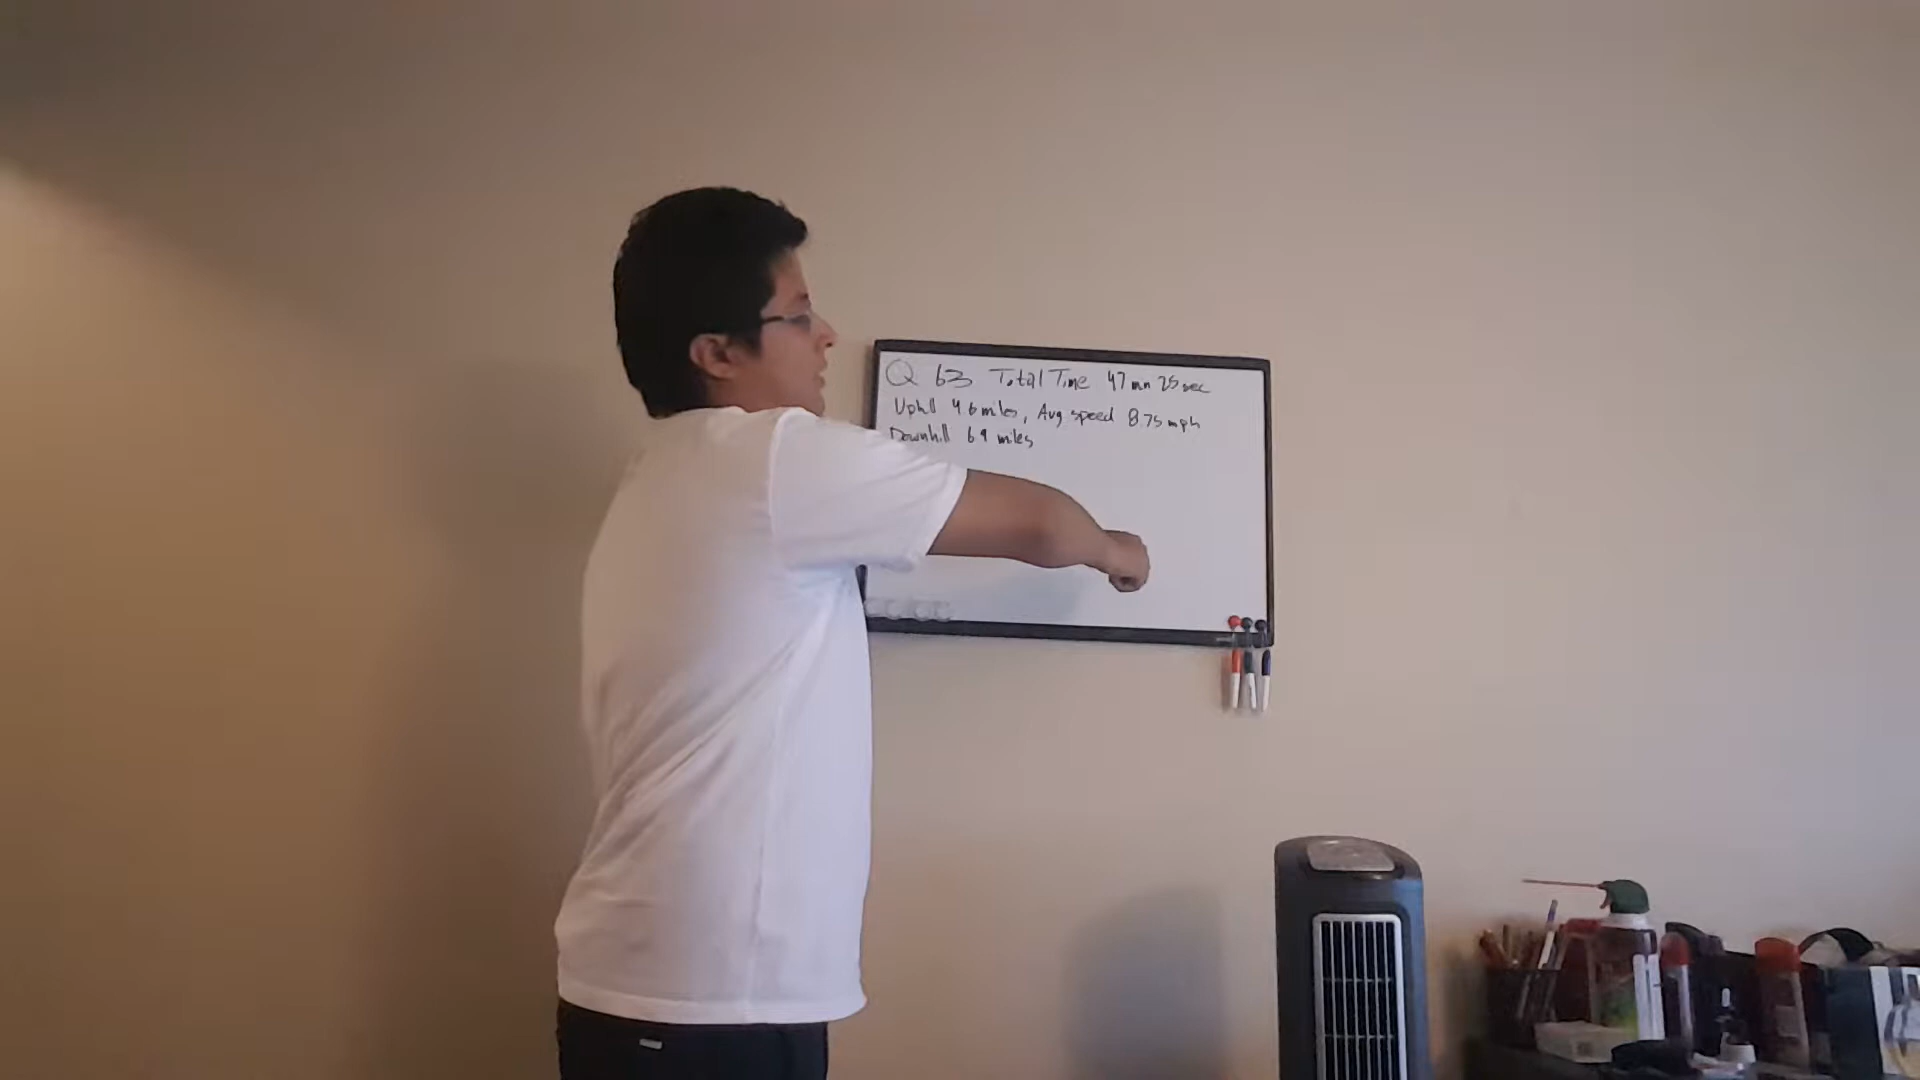 Q 63 Total Time 47 mn 25 sec
Uphill 4.6 miles, Avg speed 8.75 mph
Downhill 6.9 miles